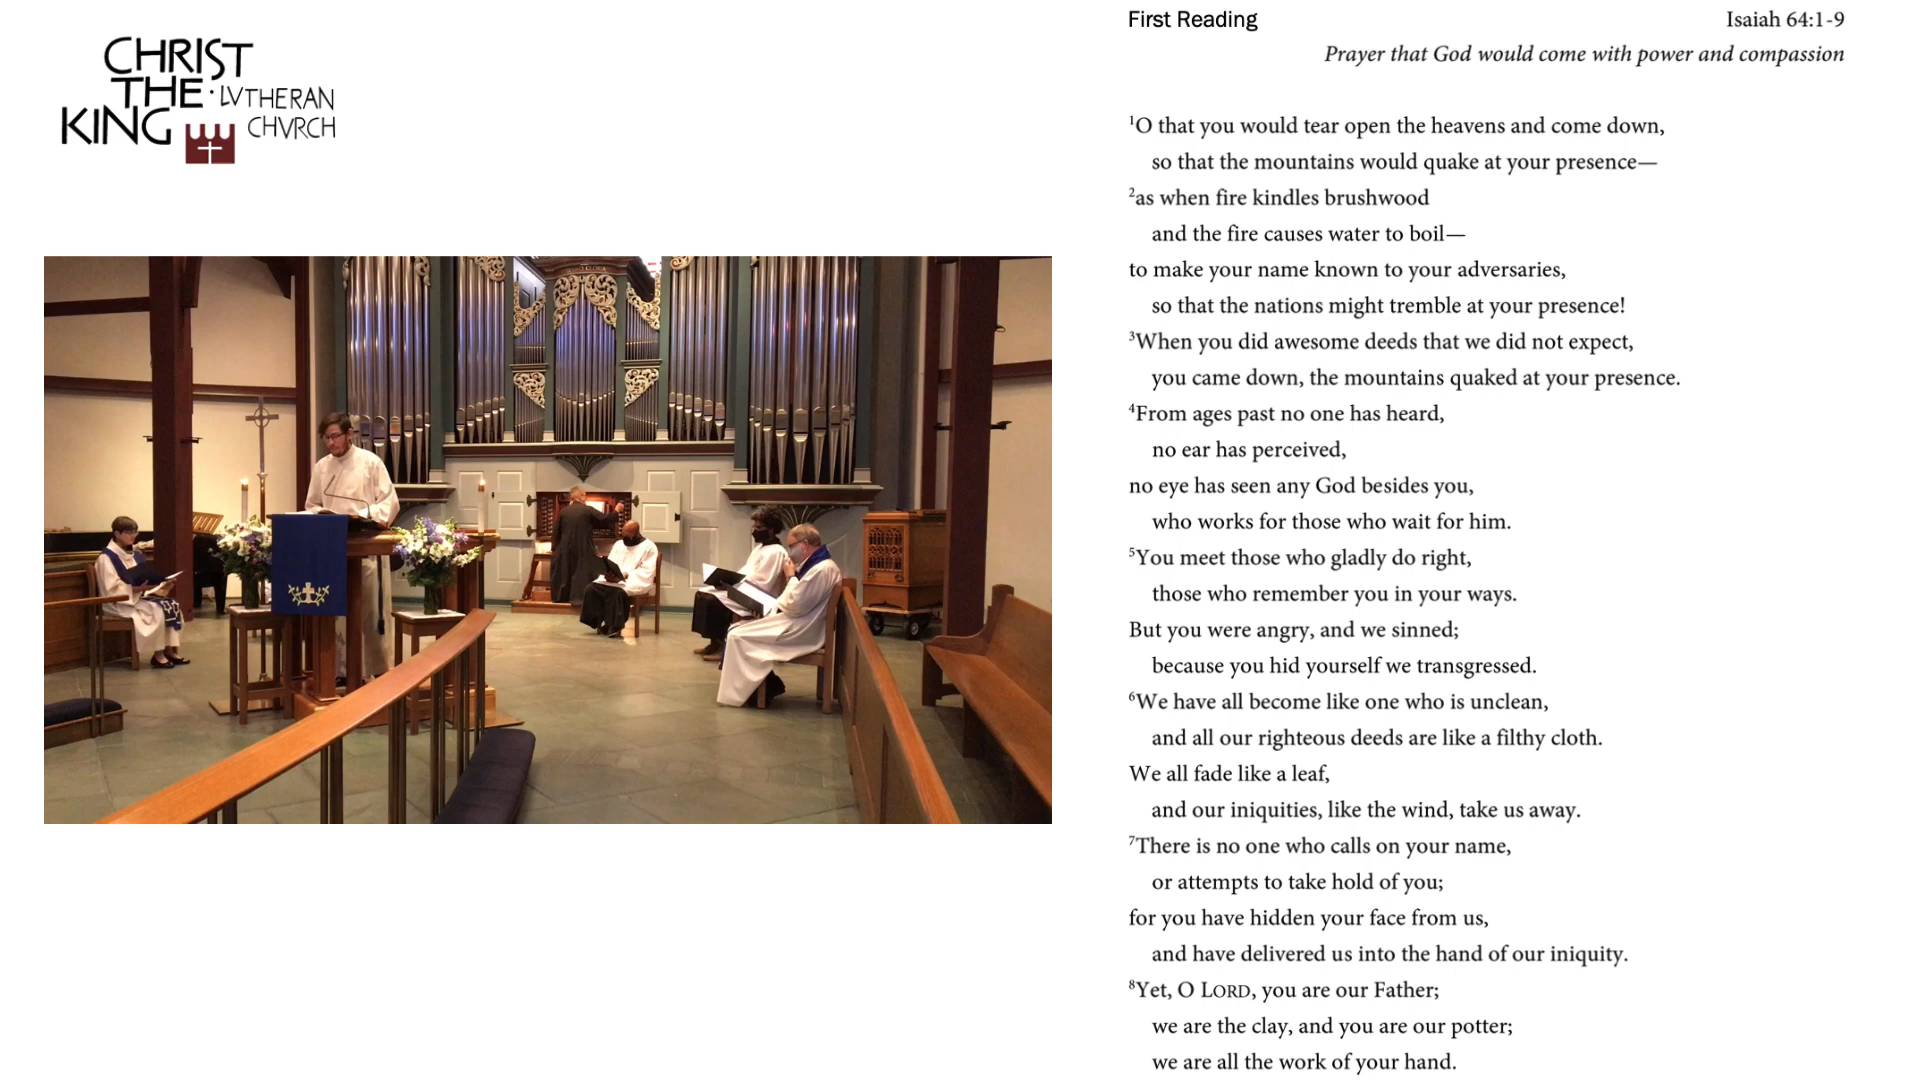 CHRIST
THE · LVTHERAN
KING CHVRCH
First Reading Isaiah 64:1-9
Prayer that God would come with power and compassion
¹O that you would tear open the heavens and come down,
so that the mountains would quake at your presence—
²as when fire kindles brushwood
and the fire causes water to boil—
to make your name known to your adversaries,
so that the nations might tremble at your presence!
³When you did awesome deeds that we did not expect,
you came down, the mountains quaked at your presence.
⁴From ages past no one has heard,
no ear has perceived,
no eye has seen any God besides you,
who works for those who wait for him.
⁵You meet those who gladly do right,
those who remember you in your ways.
But you were angry, and we sinned;
because you hid yourself we transgressed.
⁶We have all become like one who is unclean,
and all our righteous deeds are like a filthy cloth.
We all fade like a leaf,
and our iniquities, like the wind, take us away.
⁷There is no one who calls on your name,
or attempts to take hold of you;
for you have hidden your face from us,
and have delivered us into the hand of our iniquity.
⁸Yet, O LORD, you are our Father;
we are the clay, and you are our potter;
we are all the work of your hand.